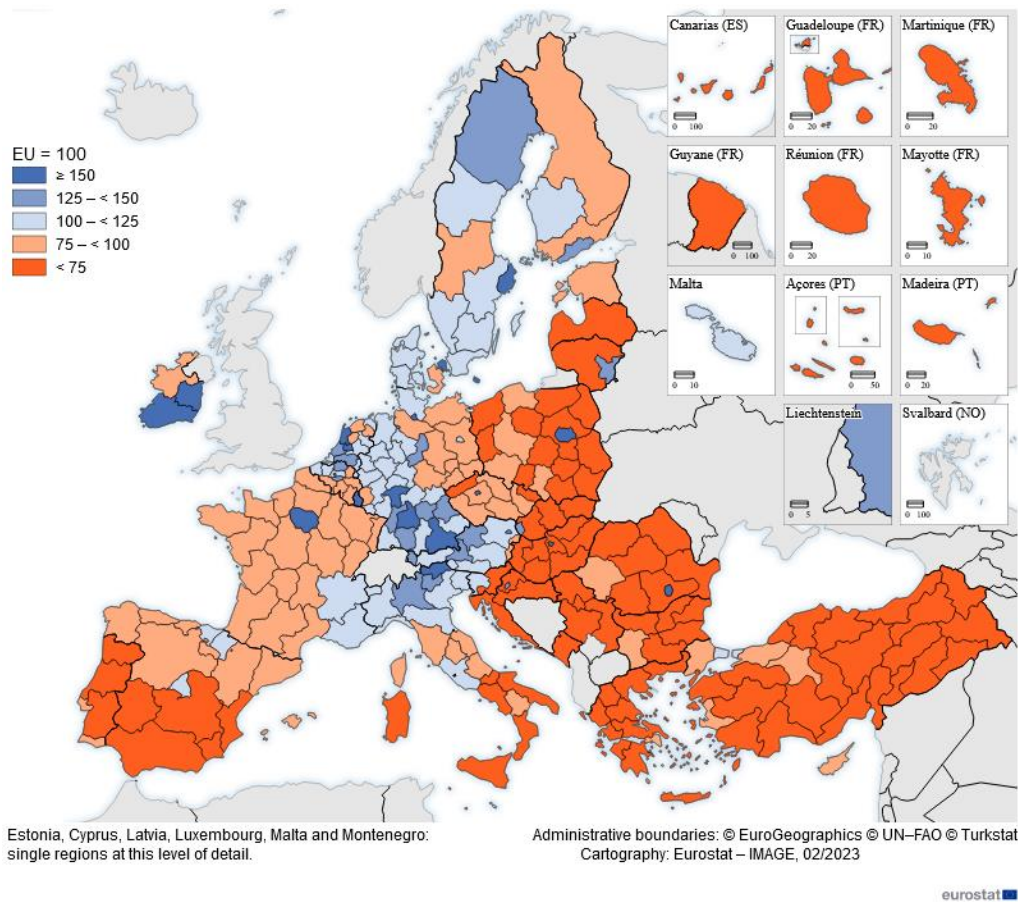 EU = 100
≥ 150
125 – < 150
100 – < 125
75 – < 100
< 75
Canarias (ES)
0 100
Guadeloupe (FR)
0 20
Martinique (FR)
0 20
Guyane (FR)
0 100
Réunion (FR)
0 20
Mayotte (FR)
0 10
Malta
0 10
Açores (PT)
0 50
Madeira (PT)
0 20
Liechtenstein
0 5
Svalbard (NO)
0 100
Estonia, Cyprus, Latvia, Luxembourg, Malta and Montenegro:
single regions at this level of detail.
Administrative boundaries: © EuroGeographics © UN–FAO © Turkstat
Cartography: Eurostat – IMAGE, 02/2023
eurostat